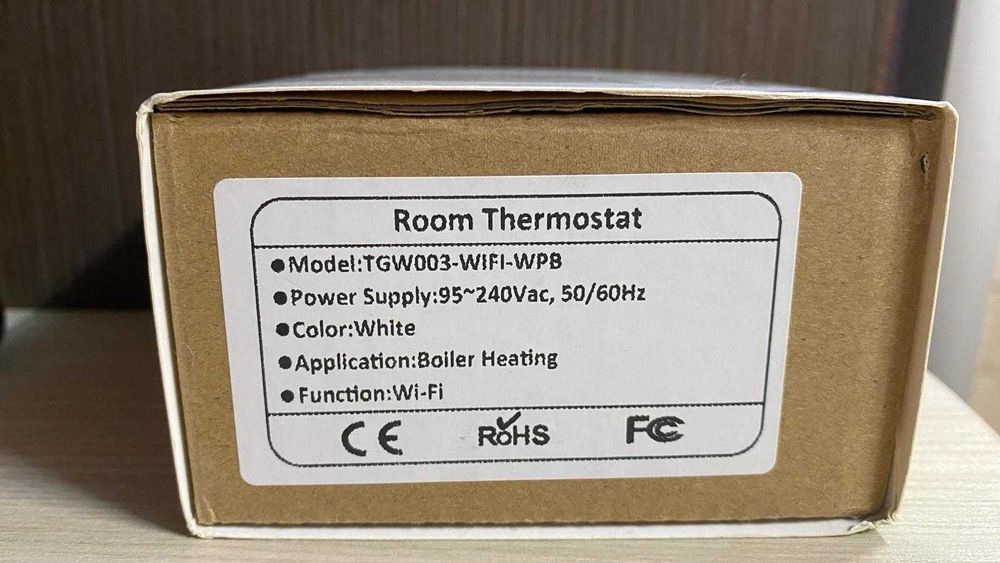 Room Thermostat
●Model:TGW003-WIFI-WPB
●Power Supply:95~240Vac, 50/60Hz
●Color:White
●Application:Boiler Heating
●Function:Wi-Fi
CE RoHS FC